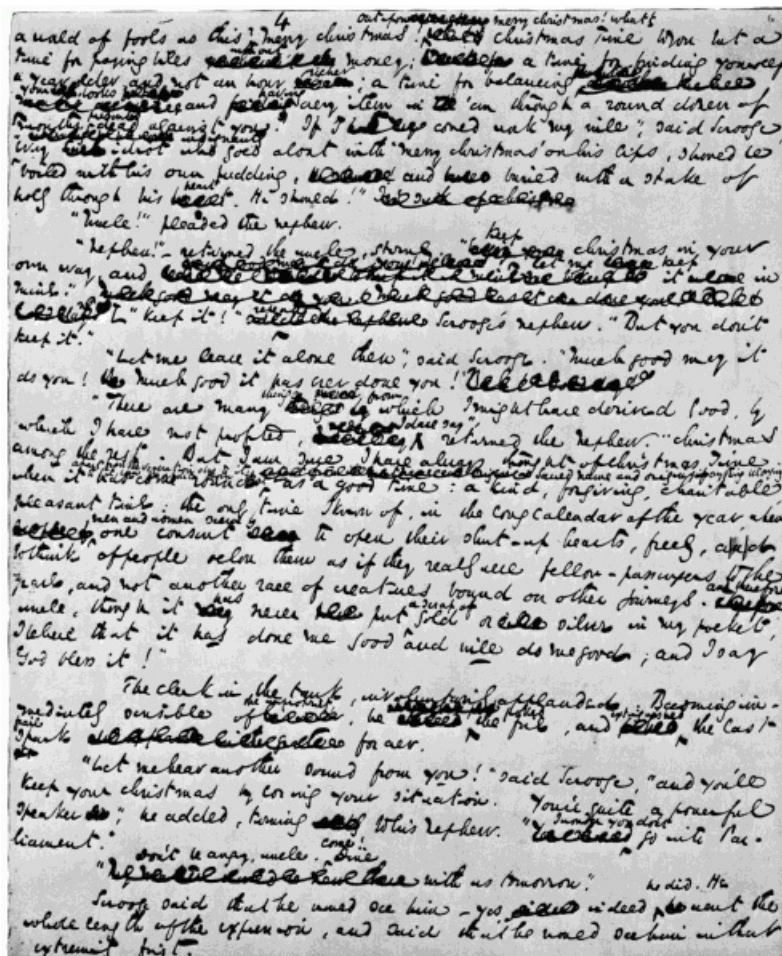 4
out upon merry christmas! what's
a world of fools as this! merry christmas! christmas time to you but a
time for paying bills without money; a time for finding yourself
a year older and not an hour richer; a time for balancing
and having every item in 'em through a round dozen of
months presented dead against you? If I could my will", said Scrooge
every idiot who goes about with 'merry christmas' on his lips, should be
boiled with his own pudding, and buried with a stake of
holly through his heart. He should!"
"Uncle!" pleaded the nephew.
"Nephew!" returned the uncle, sternly, "keep christmas in your
own way, and let me keep it in
mine."
"Keep it!" Scrooge's nephew. "But you don't
keep it."
"Let me leave it alone then", said Scrooge. "Much good may it
do you! Much good it has ever done you!"
"There are many things from which I might have derived good, by
which I have not profited, I dare say" returned the nephew. "christmas
among the rest. But I am sure I have always thought of christmas time
when it has come round as a good time: a kind, forgiving, charitable
pleasant time: the only time I know of, in the long calendar of the year, when
men and women seem one consent to open their shut-up hearts, freely, and
to think of people below them as if they really were fellow-passengers to the
grave, and not another race of creatures bound on other journeys. and therefore
uncle, though it has never put a scrap of gold or silver in my pocket
I believe that it has done me good and will do me good; and I say
God bless it!"
The clerk in the tank, involuntarily applauded. Becoming im-
mediately sensible of the impropriety, he poked the fire, and extinguished the last
frail spark for ever.
"Let me hear another sound from you!" said Scrooge, "and you'll
keep your christmas by losing your situation. You're quite a powerful
speaker", he added, turning to his nephew. "I wonder you don't go into Par-
liament."
"Don't be angry, uncle. come! Dine with us tomorrow."
Scrooge said that he would see him – yes, indeed he did. He went the
whole length of the expression, and said that he would see him in that
extremity first.